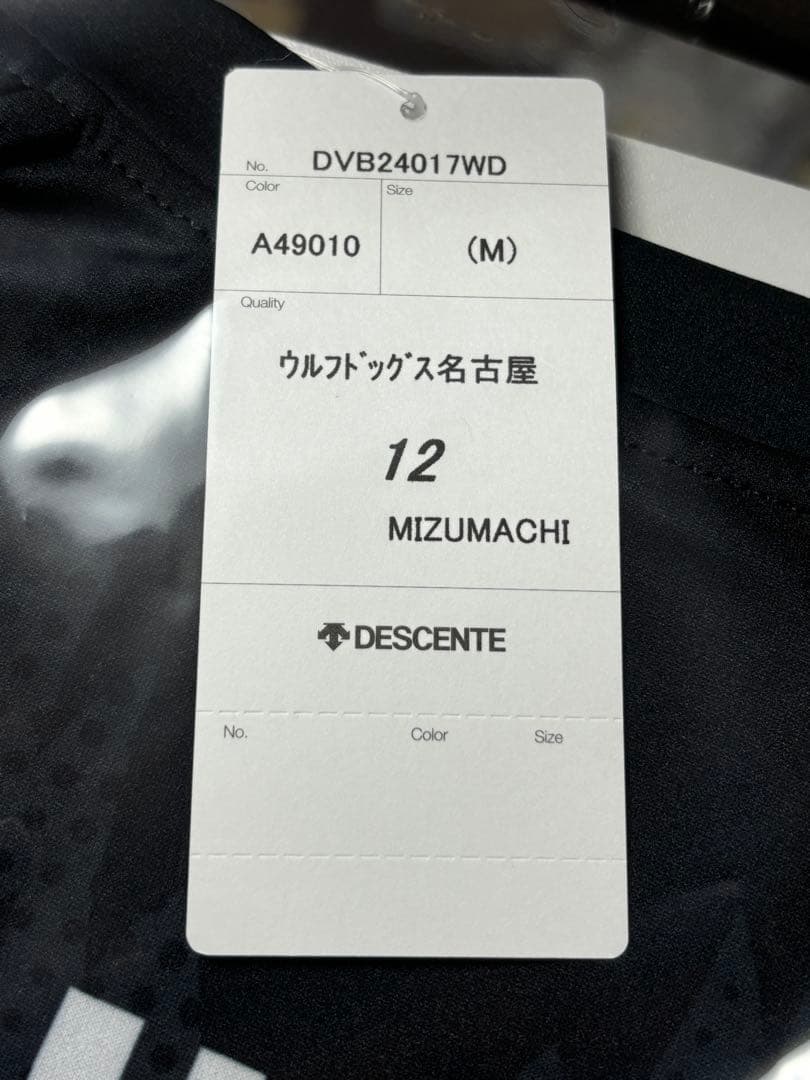 No. DVB24017WD
Color Size
A49010 (M)
Quality
ｳﾙﾌﾄﾞｯｸﾞｽ名古屋
12
MIZUMACHI
DESCENTE
No. Color Size